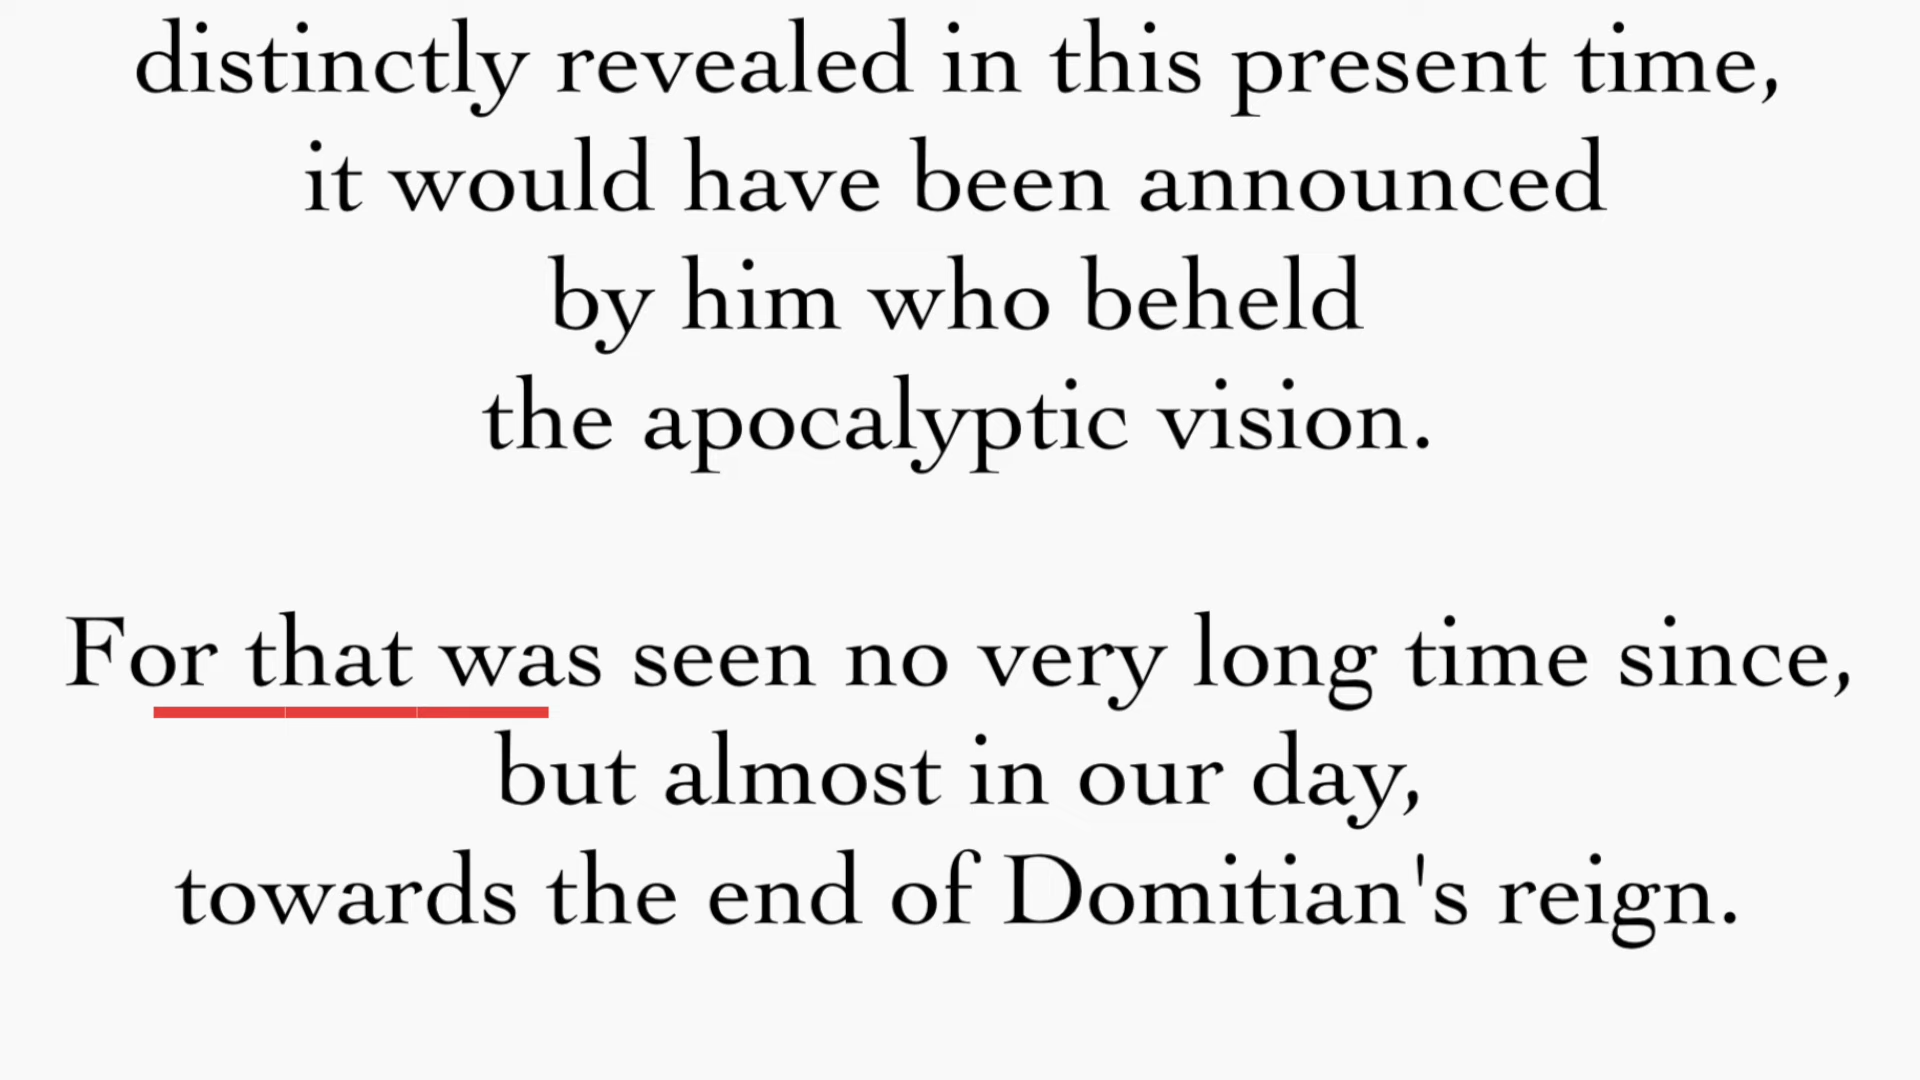 distinctly revealed in this present time,
it would have been announced
by him who beheld
the apocalyptic vision.
For that was seen no very long time since,
but almost in our day,
towards the end of Domitian's reign.